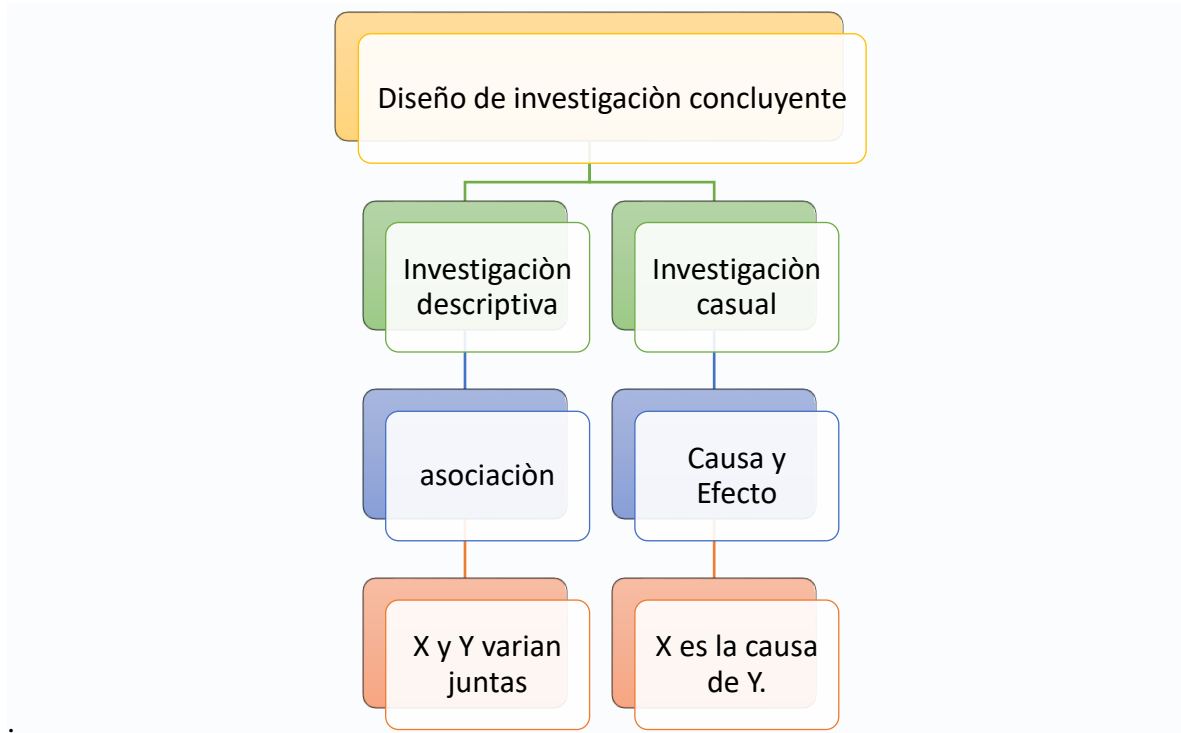 Diseño de investigaciòn concluyente
Investigaciòn
descriptiva
Investigaciòn
casual
asociaciòn
Causa y
Efecto
X y Y varian
juntas
X es la causa
de Y.
.